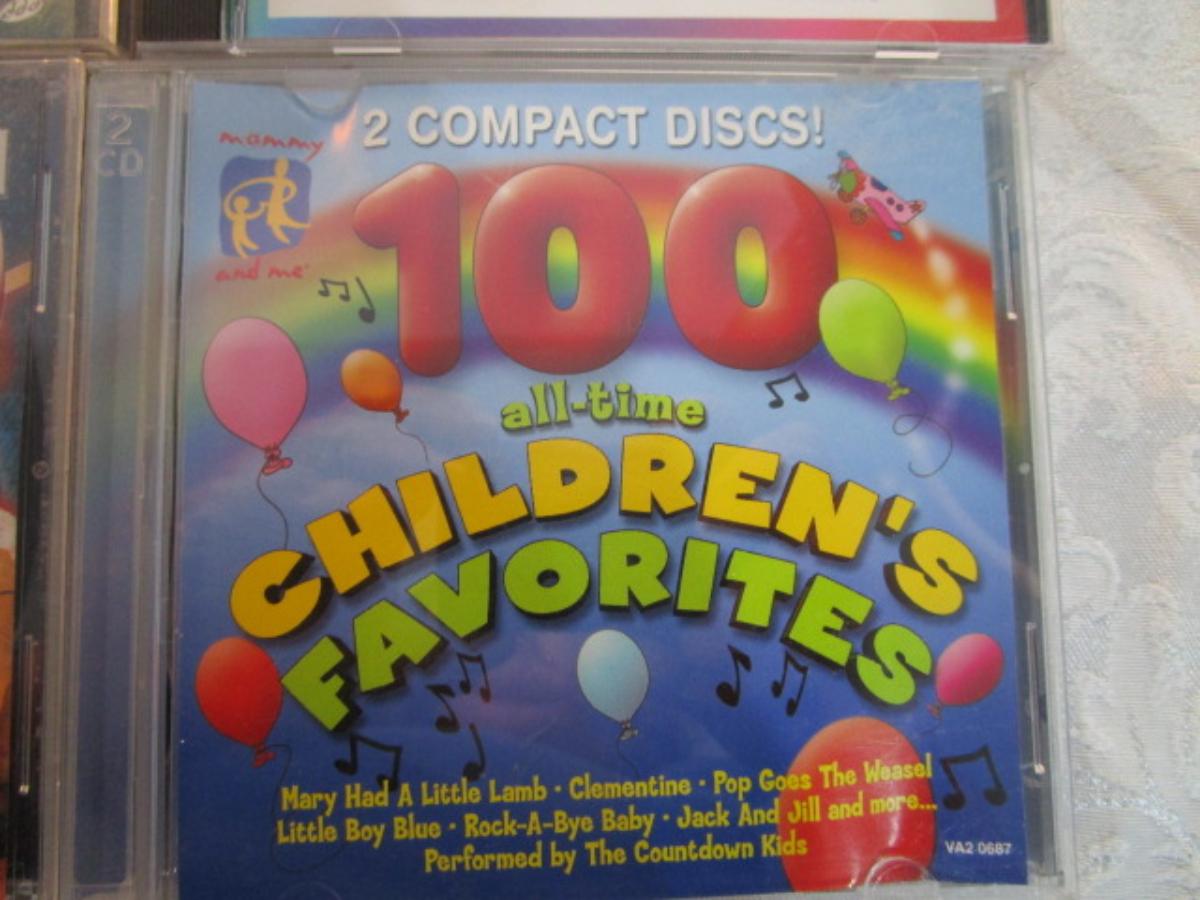 2
CD
2 COMPACT DISCS!
mommy
and me
100
all-time
CHILDREN'S
FAVORITES
Mary Had A Little Lamb · Clementine · Pop Goes The Weasel
Little Boy Blue · Rock-A-Bye Baby · Jack And Jill and more...
Performed by The Countdown Kids
VA2 0687